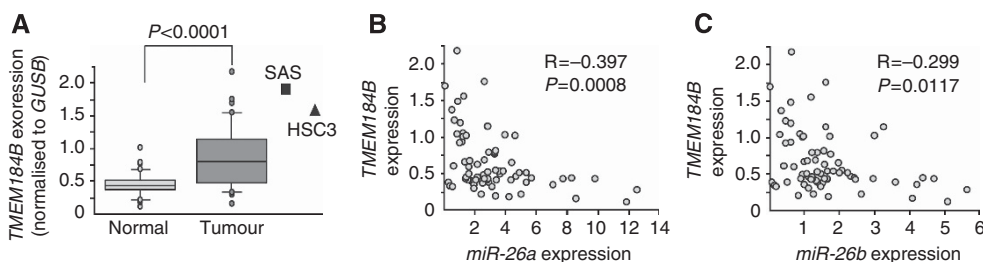 A
TMEM184B exoression
(normalised to GUSB)
P<0.0001
SAS
HSC3
2.0
1.5
1.0
0.5
0
Normal
Tumour
B
TMEM184B
expression
R=–0.397
P=0.0008
2.0
1.5
1.0
0.5
0
2 4 6 8 10 12 14
miR-26a expression
C
TMEM184B
expression
R=–0.299
P=0.0117
2.0
1.5
1.0
0.5
0
1 2 3 4 5 6
miR-26b expression